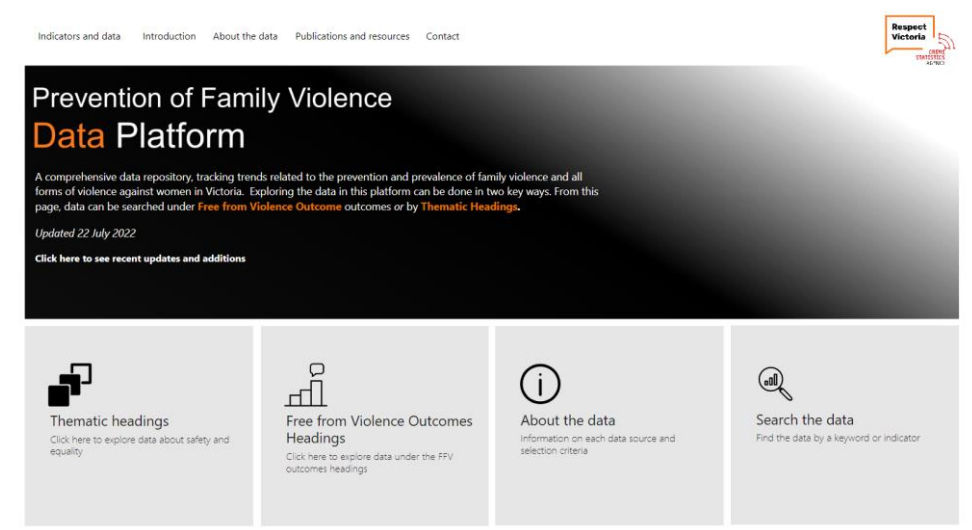 Indicators and data Introduction About the data Publications and resources Contact
Respect
Victoria
CRIME
STATISTICS
AGENCY
Prevention of Family Violence
Data Platform
A comprehensive data repository, tracking trends related to the prevention and prevalence of family violence and all
forms of violence against women in Victoria. Exploring the data in this platform can be done in two key ways. From this
page, data can be searched under Free from Violence Outcome outcomes or by Thematic Headings.
Updated 22 July 2022
Click here to see recent updates and additions
Thematic headings
Click here to explore data about safety and
equality
Free from Violence Outcomes
Headings
Click here to explore data under the FFV
outcomes headings
About the data
Information on each data source and
selection criteria
Search the data
Find the data by a keyword or indicator